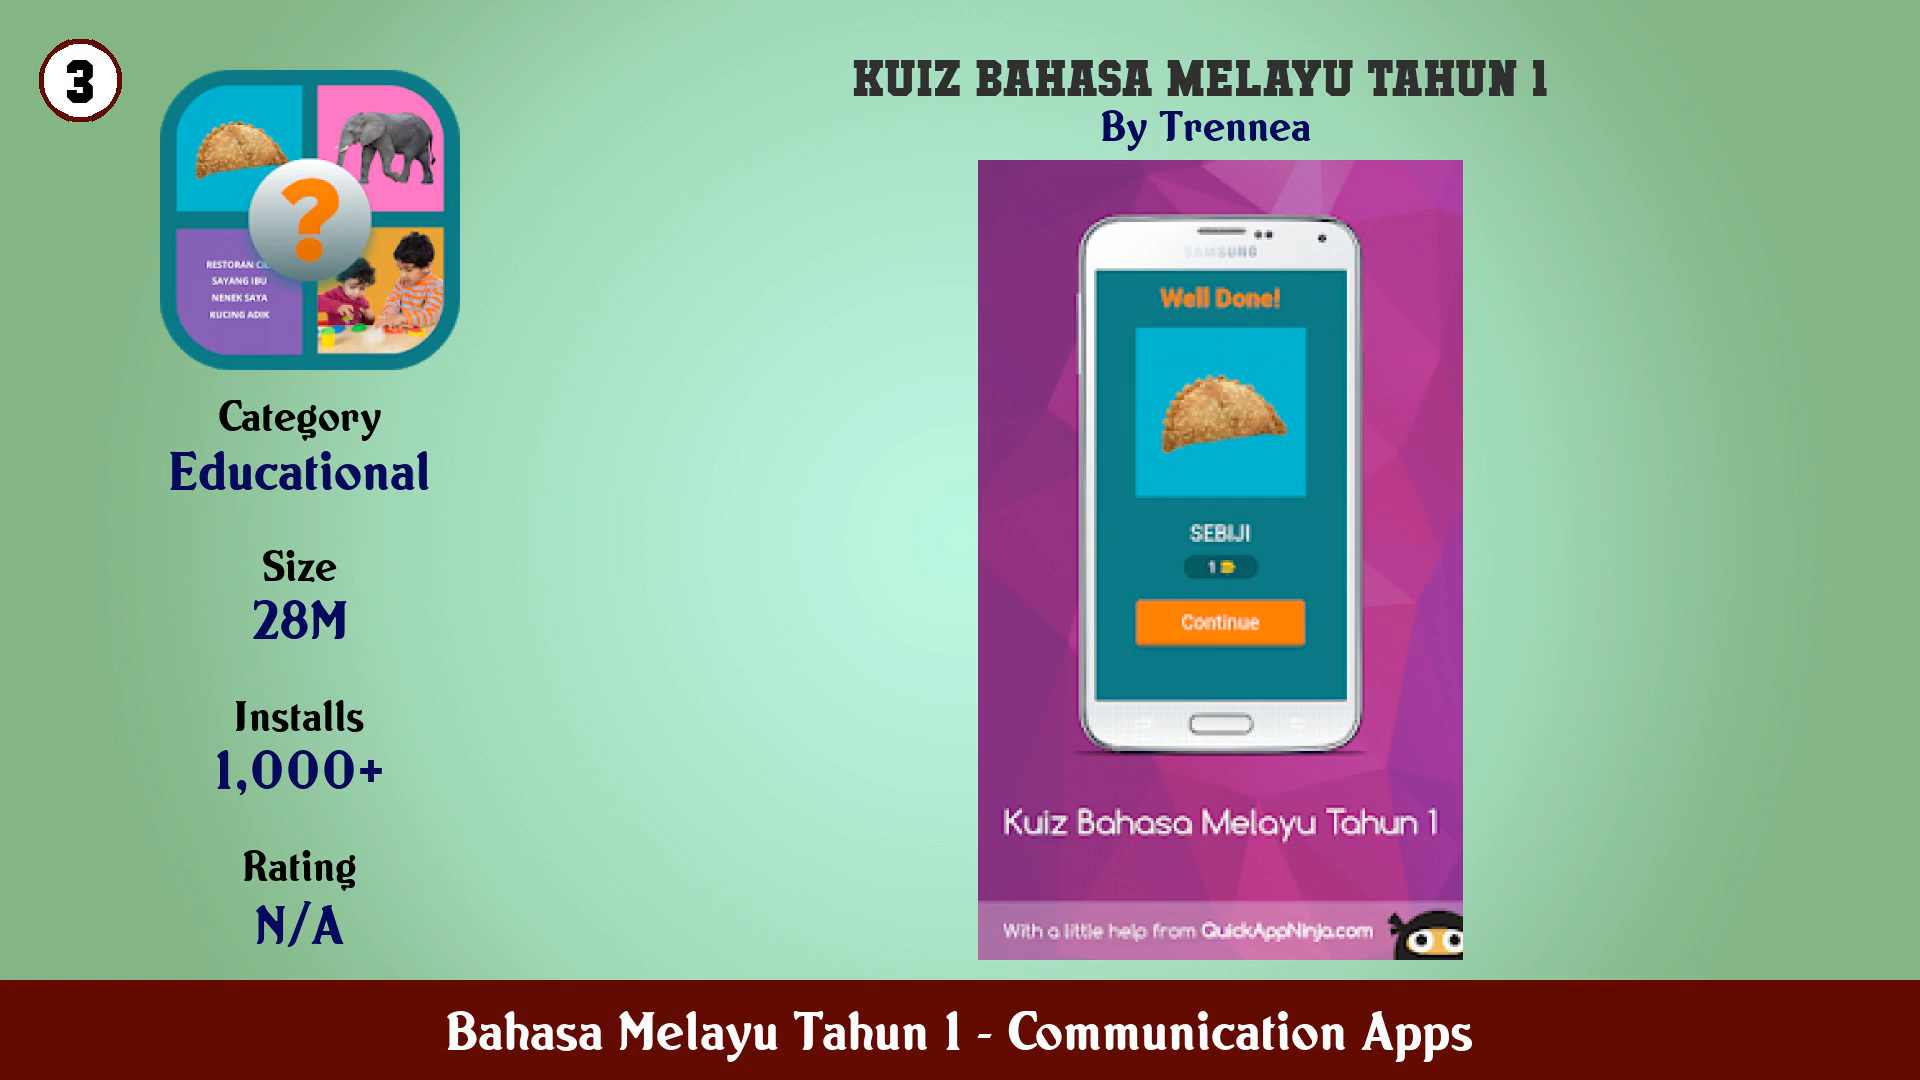 3
KUIZ BAHASA MELAYU TAHUN 1
By Trennea
?
RESTORAN
SAYANG IBU
NENEK SAYA
KUCING ADIK
Category
Educational
Size
28M
Installs
1,000+
Rating
N/A
SAMSUNG
Well Done!
SEBIJI
1
Continue
Kuiz Bahasa Melayu Tahun 1
With a little help from QuickAppNinja.com
Bahasa Melayu Tahun 1 - Communication Apps